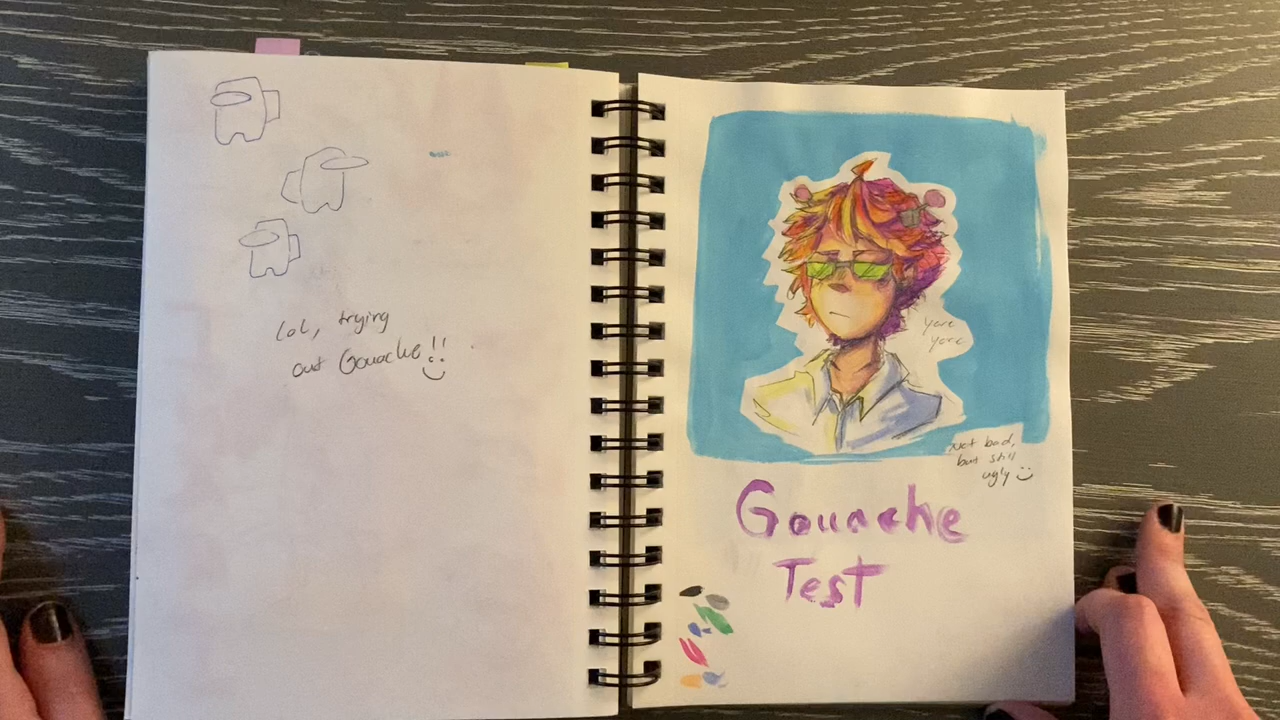 Lol, trying
out Gouache!!
yare
yare
not bad,
but still
ugly
Gouache
Test